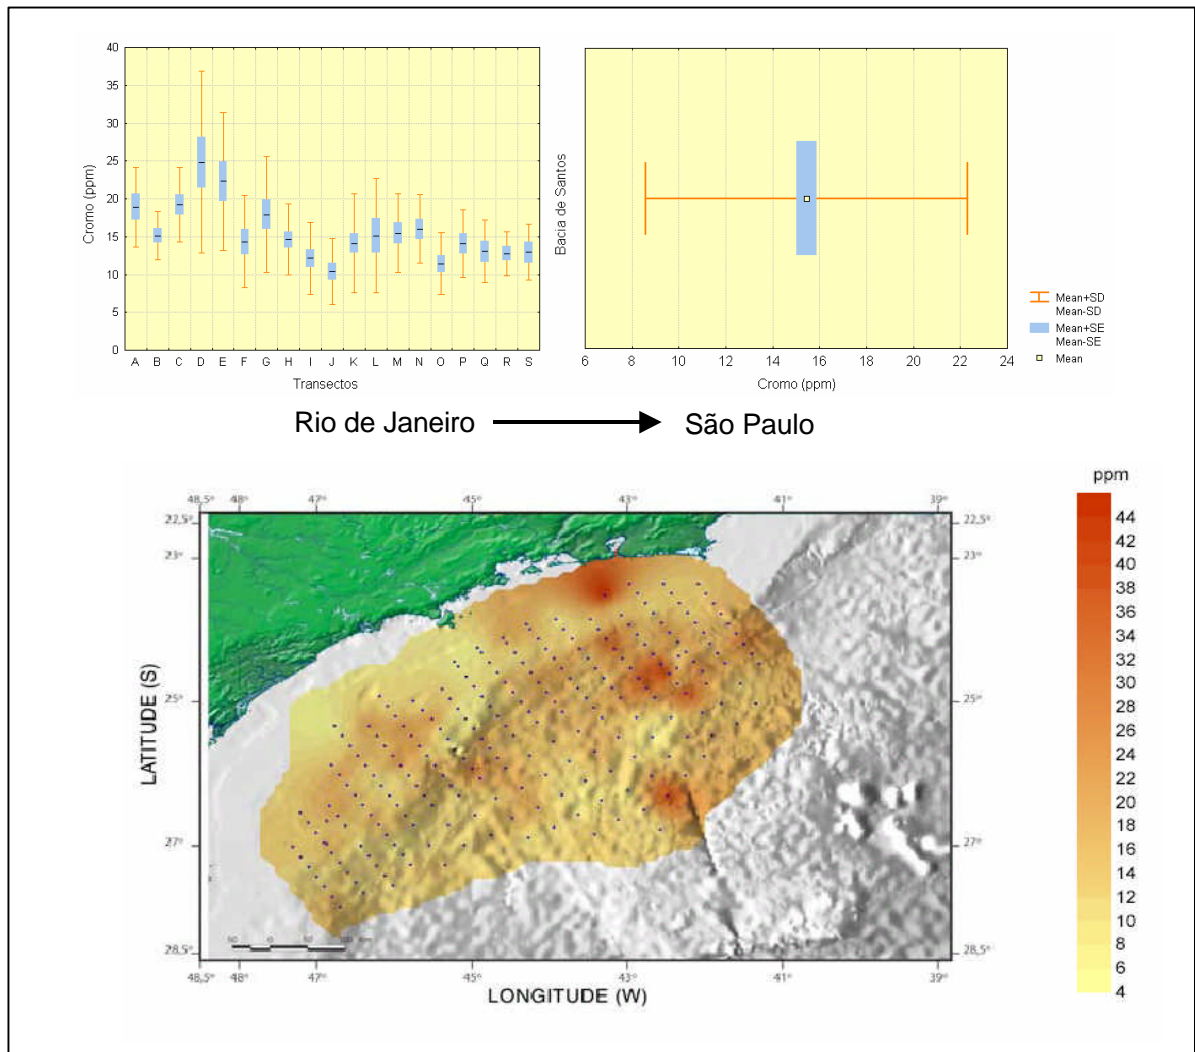 40
35
30
25
20
15
10
5
0
Cromo (ppm)
A B C D E F G H I J K L M N O P Q R S
Transectos
Bacia de Santos
6 8 10 12 14 16 18 20 22 24
Cromo (ppm)
Mean+SD
Mean-SD
Mean+SE
Mean-SE
Mean
Rio de Janeiro São Paulo
ppm
48,5° 48° 47° 45° 43° 41° 39°
22,5° 22,5°
23° 23°
25° 25°
27° 27°
28,5° 28,5°
LATITUDE (S)
48,5° 48° 47° 45° 43° 41° 39°
LONGITUDE (W)
44
42
40
38
36
34
32
30
28
26
24
22
20
18
16
14
12
10
8
6
4